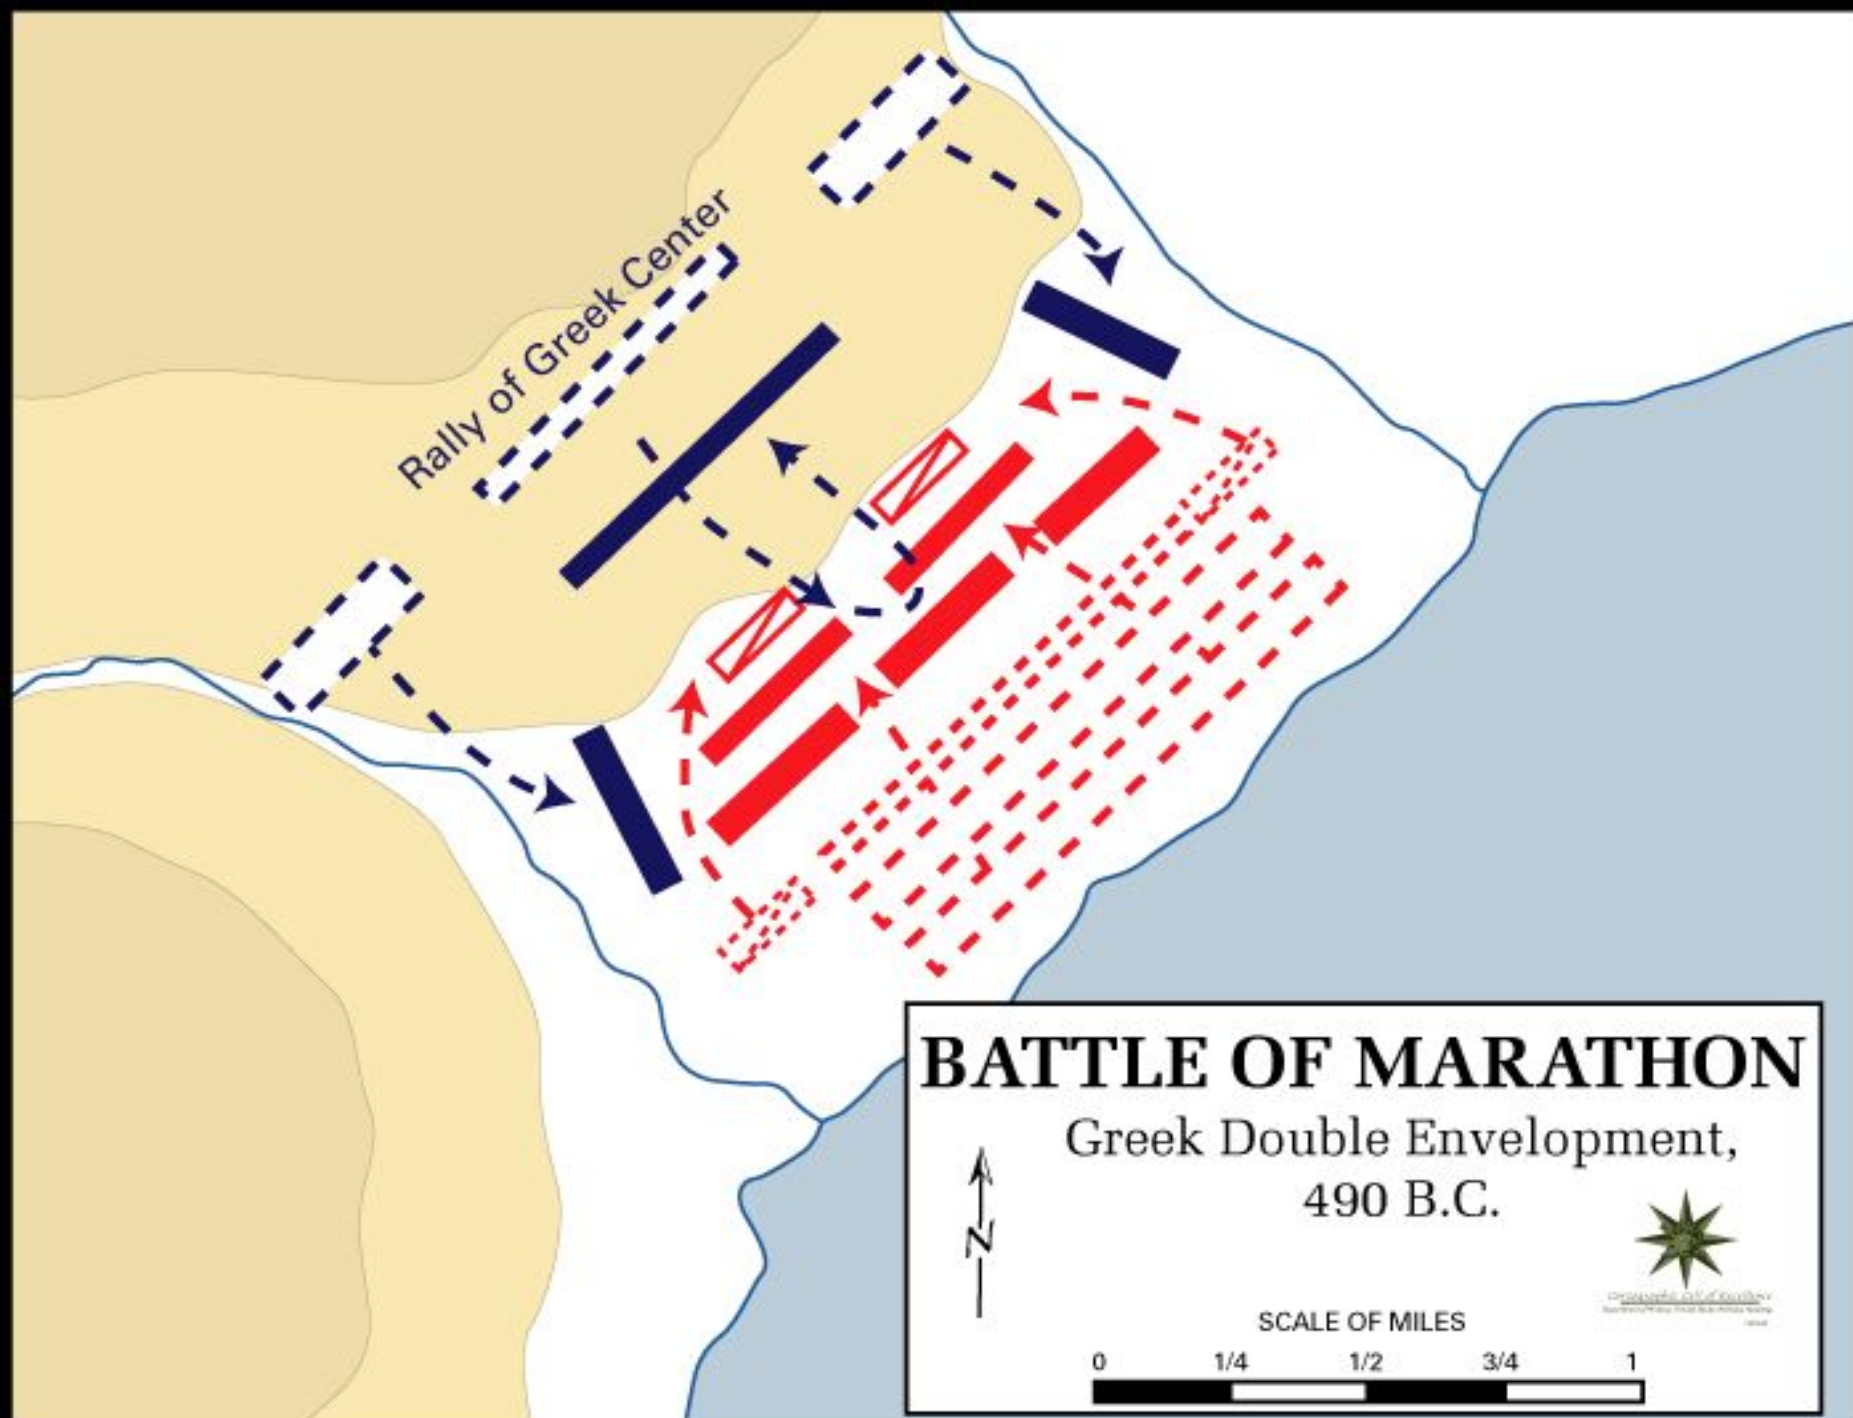 Rally of Greek Center
BATTLE OF MARATHON
Greek Double Envelopment,
490 B.C.
N
SCALE OF MILES
0 1/4 1/2 3/4 1